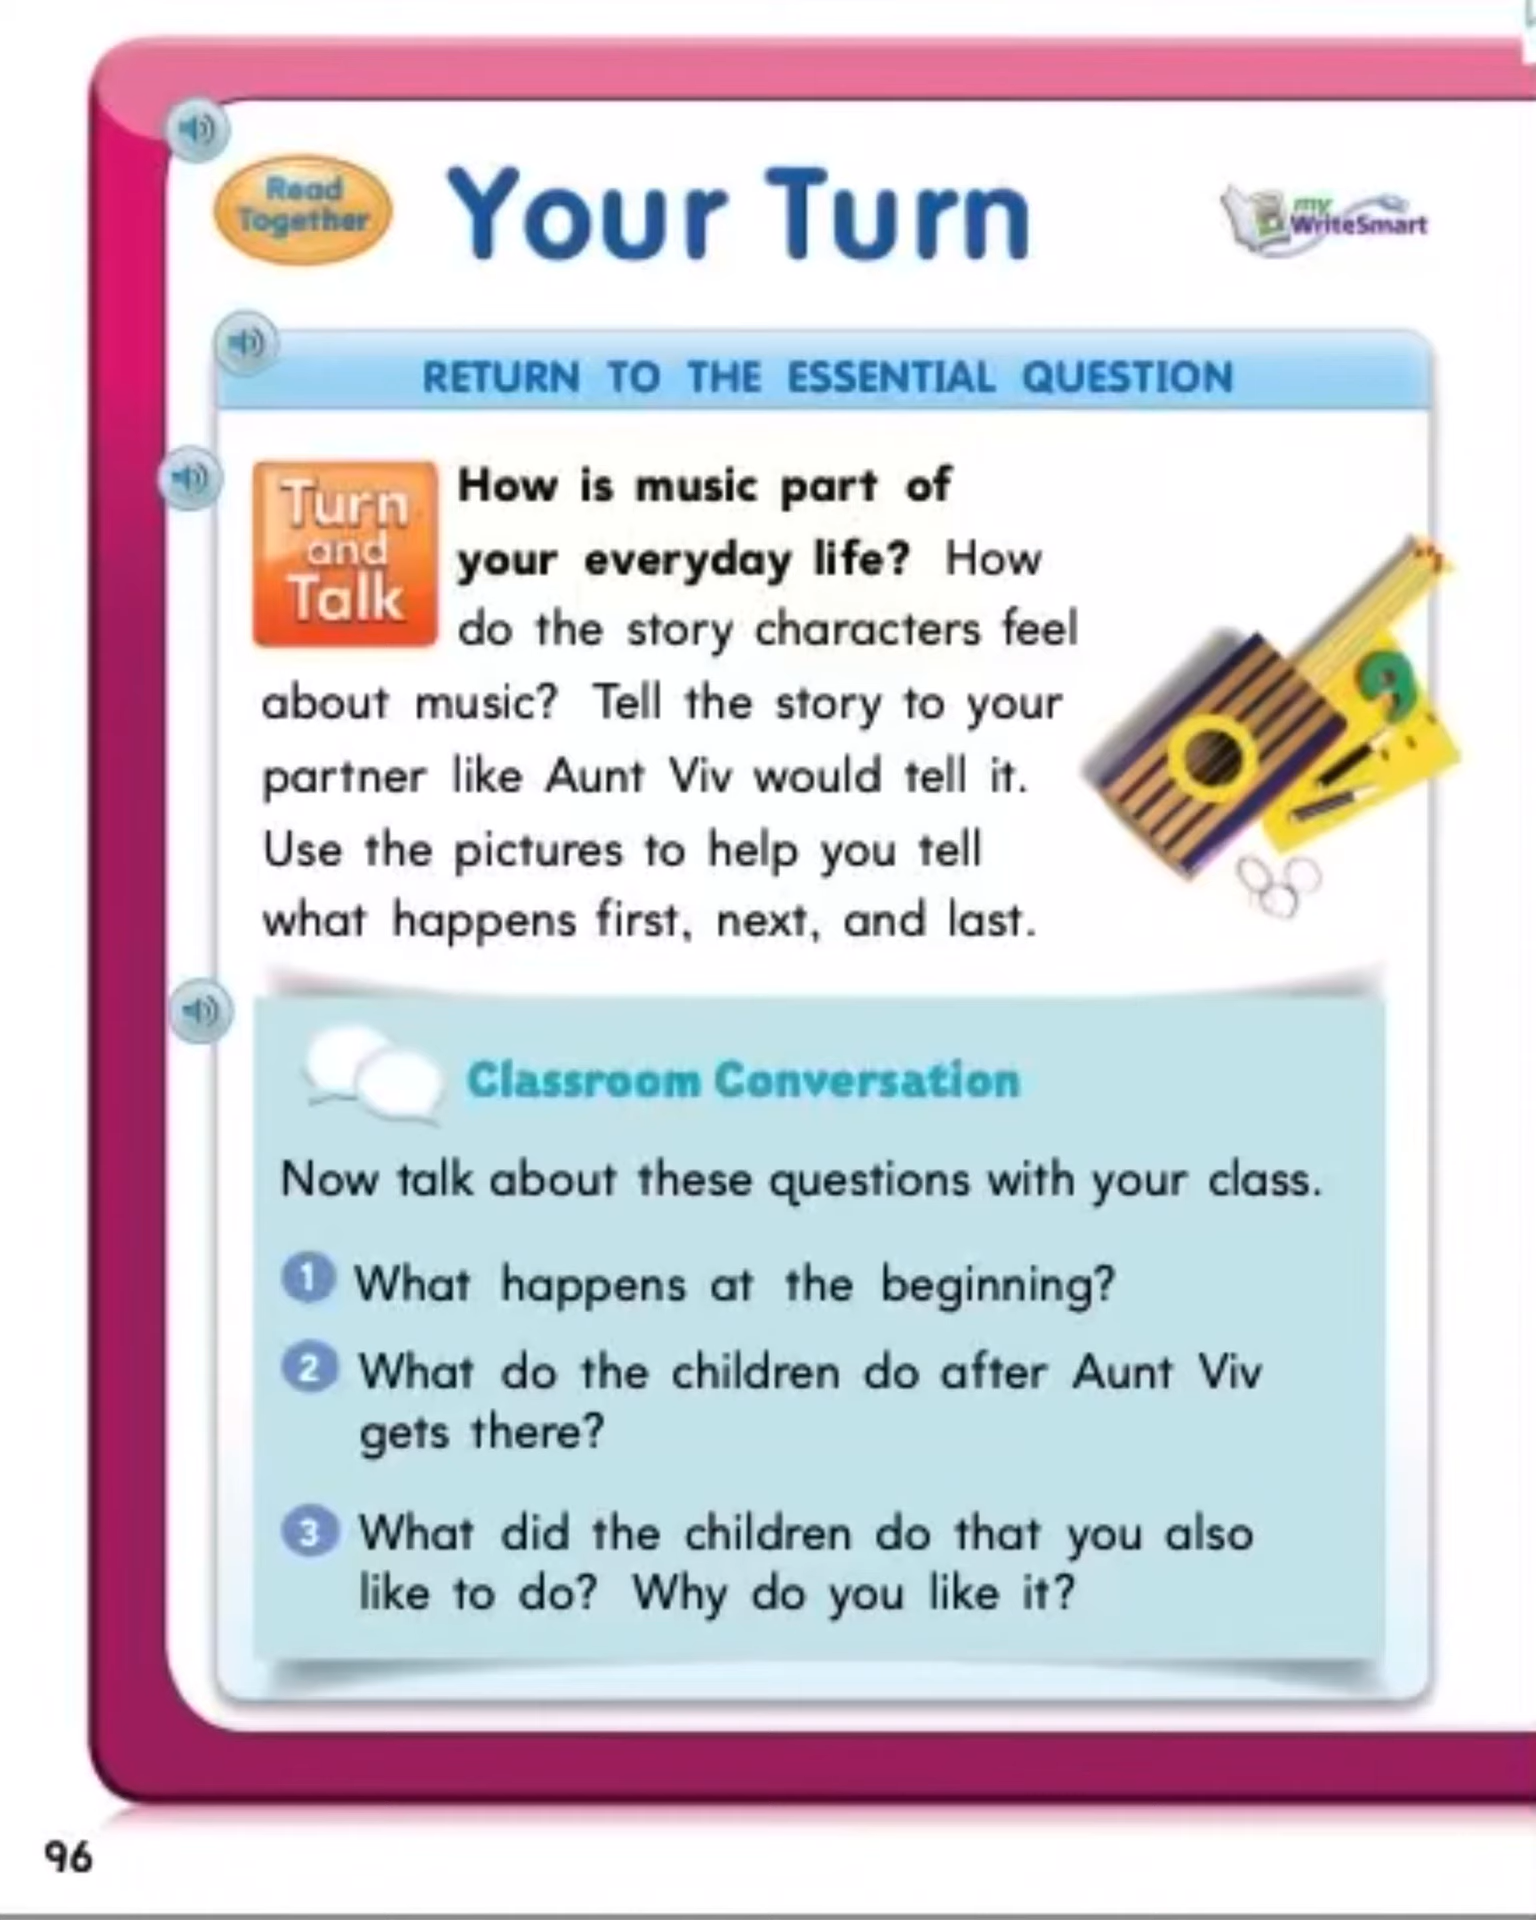 Read
Together
Your Turn
my
WriteSmart
RETURN TO THE ESSENTIAL QUESTION
Turn
and
Talk
How is music part of
your everyday life? How
do the story characters feel
about music? Tell the story to your
partner like Aunt Viv would tell it.
Use the pictures to help you tell
what happens first, next, and last.
Classroom Conversation
Now talk about these questions with your class.
1 What happens at the beginning?
2 What do the children do after Aunt Viv
gets there?
3 What did the children do that you also
like to do? Why do you like it?
96